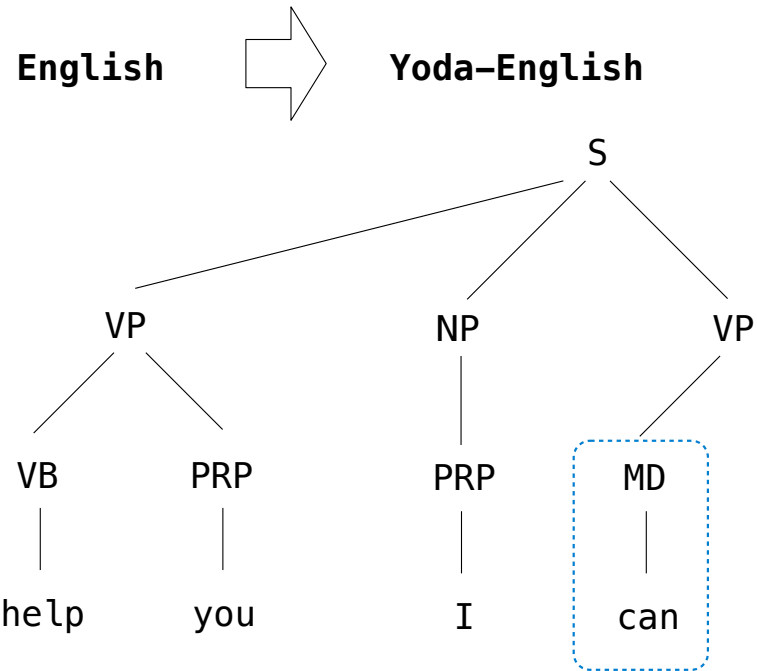 English Yoda–English
S
VP NP VP
VB PRP PRP MD
help you I can